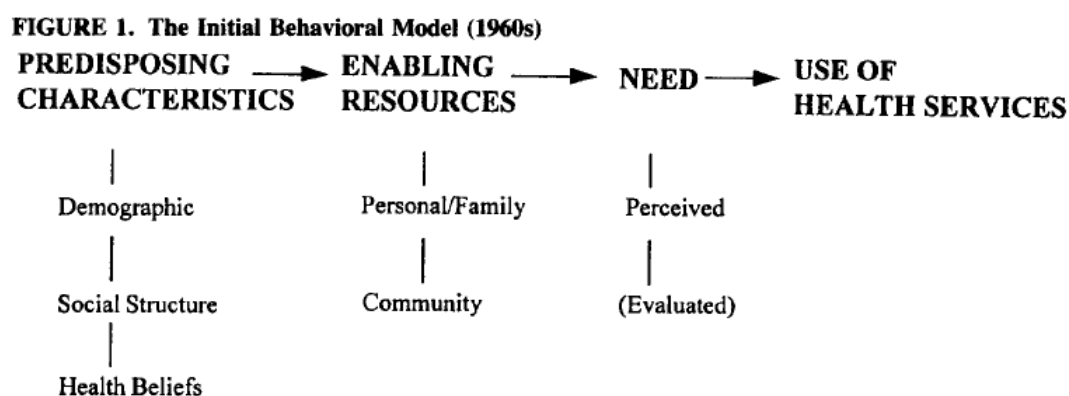 FIGURE 1. The Initial Behavioral Model (1960s)
PREDISPOSING
CHARACTERISTICS
ENABLING
RESOURCES
NEED
USE OF
HEALTH SERVICES
Demographic
Personal/Family
Perceived
Social Structure
Community
(Evaluated)
Health Beliefs